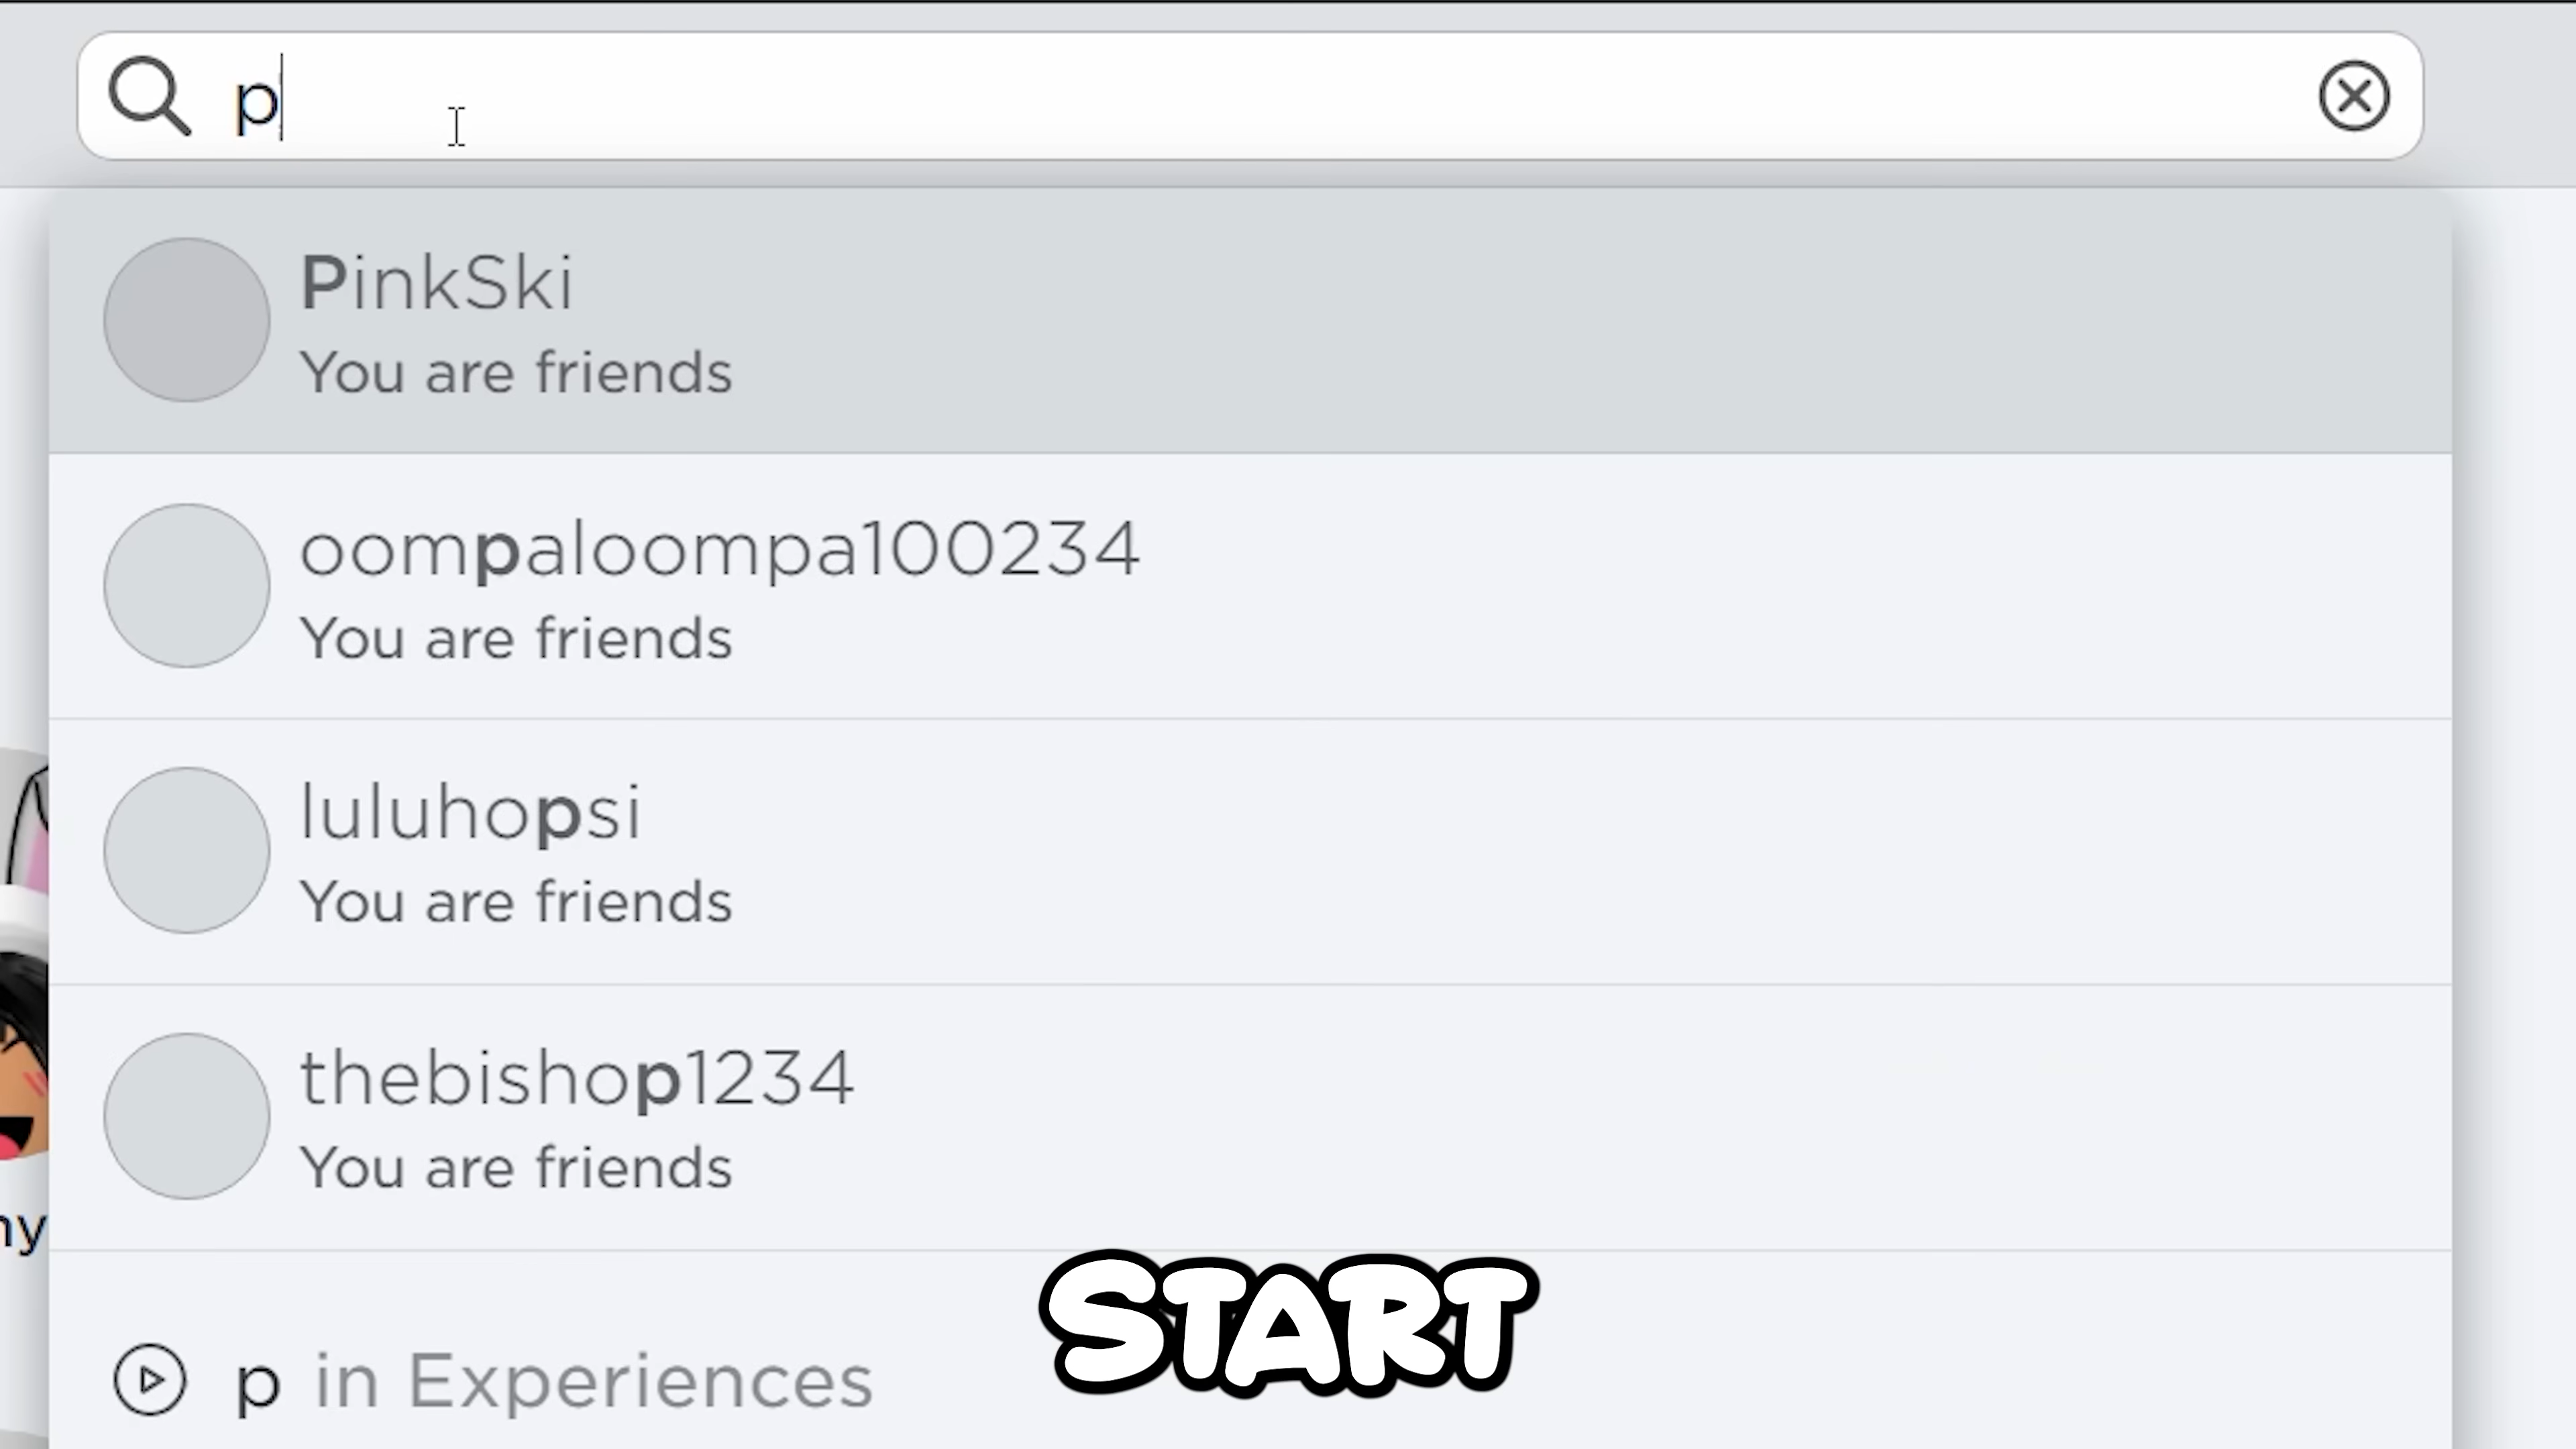 p
PinkSki
You are friends
oompaloompa100234
You are friends
luluhopsi
You are friends
thebishop1234
You are friends
ny
p in Experiences
START